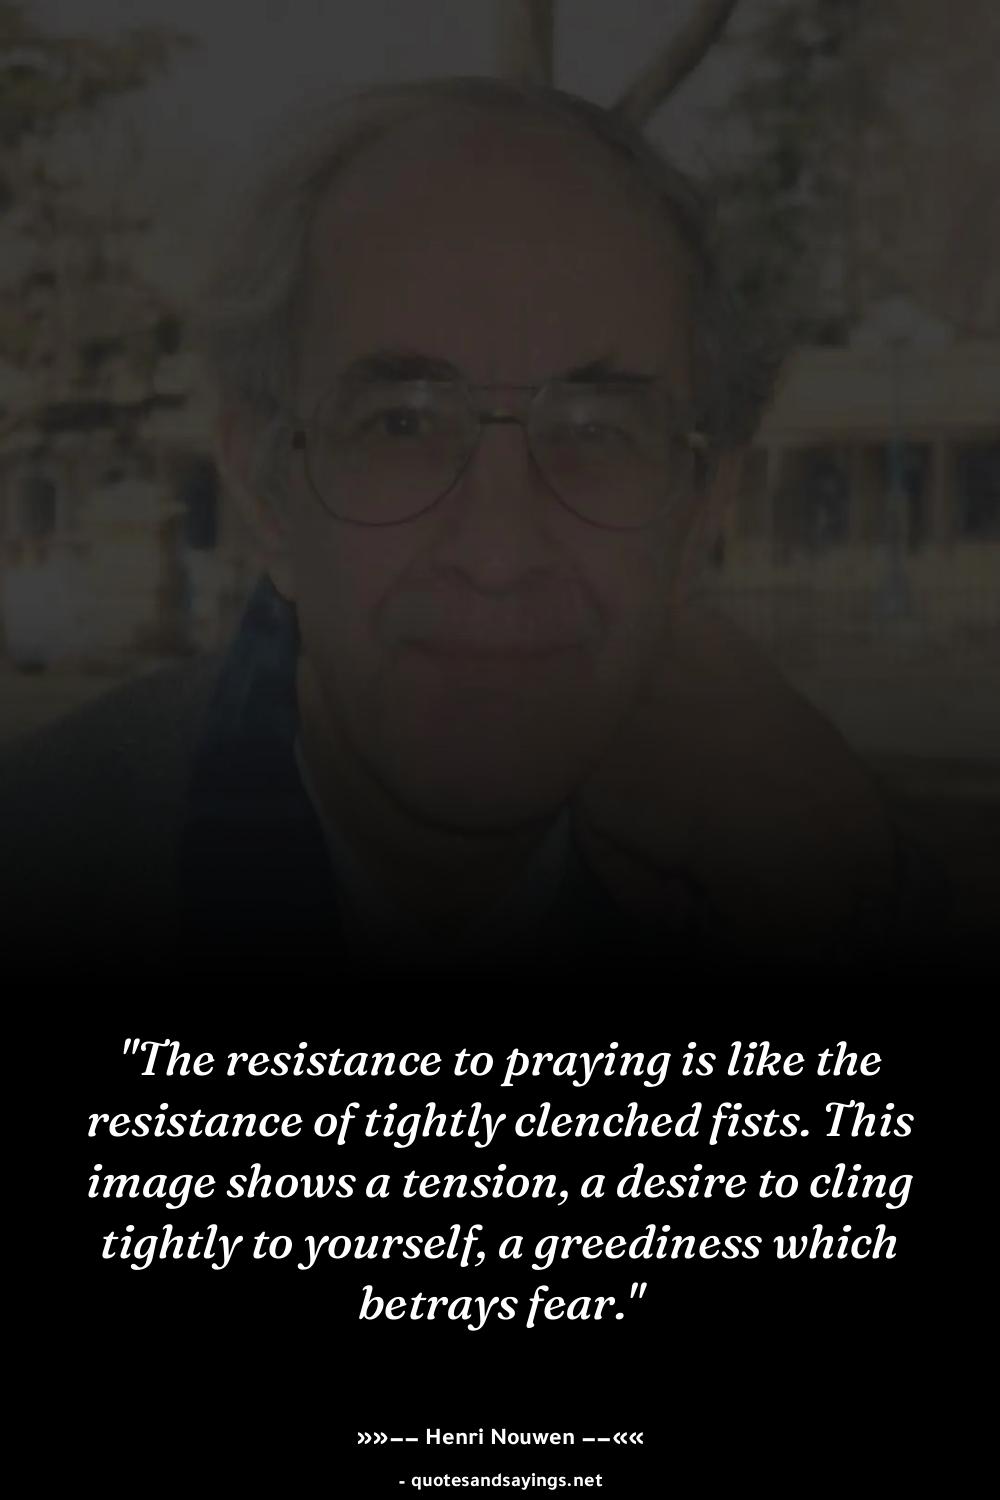 "The resistance to praying is like the
resistance of tightly clenched fists. This
image shows a tension, a desire to cling
tightly to yourself, a greediness which
betrays fear."
»»–– Henri Nouwen ––««
- quotesandsayings.net